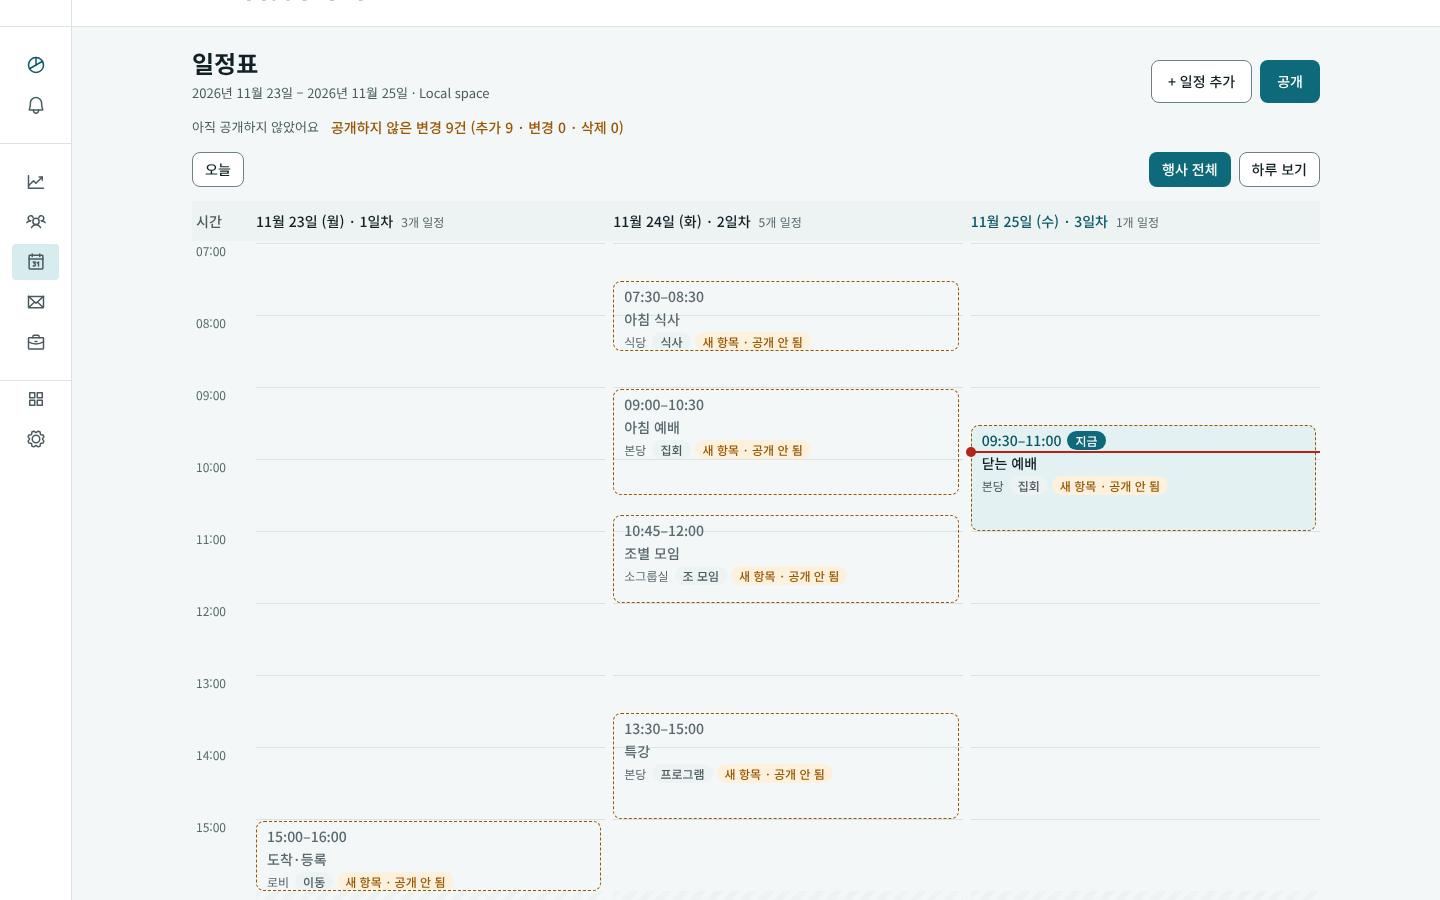 일정표
2026년 11월 23일 – 2026년 11월 25일 · Local space
+ 일정 추가
공개
아직 공개하지 않았어요 공개하지 않은 변경 9건 (추가 9 · 변경 0 · 삭제 0)
오늘
행사 전체
하루 보기
시간
11월 23일 (월) · 1일차 3개 일정
11월 24일 (화) · 2일차 5개 일정
11월 25일 (수) · 3일차 1개 일정
07:00
07:30–08:30
아침 식사
식당 식사 새 항목 · 공개 안 됨
08:00
09:00
09:00–10:30
아침 예배
본당 집회 새 항목 · 공개 안 됨
09:30–11:00 지금
닫는 예배
본당 집회 새 항목 · 공개 안 됨
10:00
10:45–12:00
조별 모임
소그룹실 조 모임 새 항목 · 공개 안 됨
11:00
12:00
13:00
13:30–15:00
특강
본당 프로그램 새 항목 · 공개 안 됨
14:00
15:00
15:00–16:00
도착·등록
로비 이동 새 항목 · 공개 안 됨
31